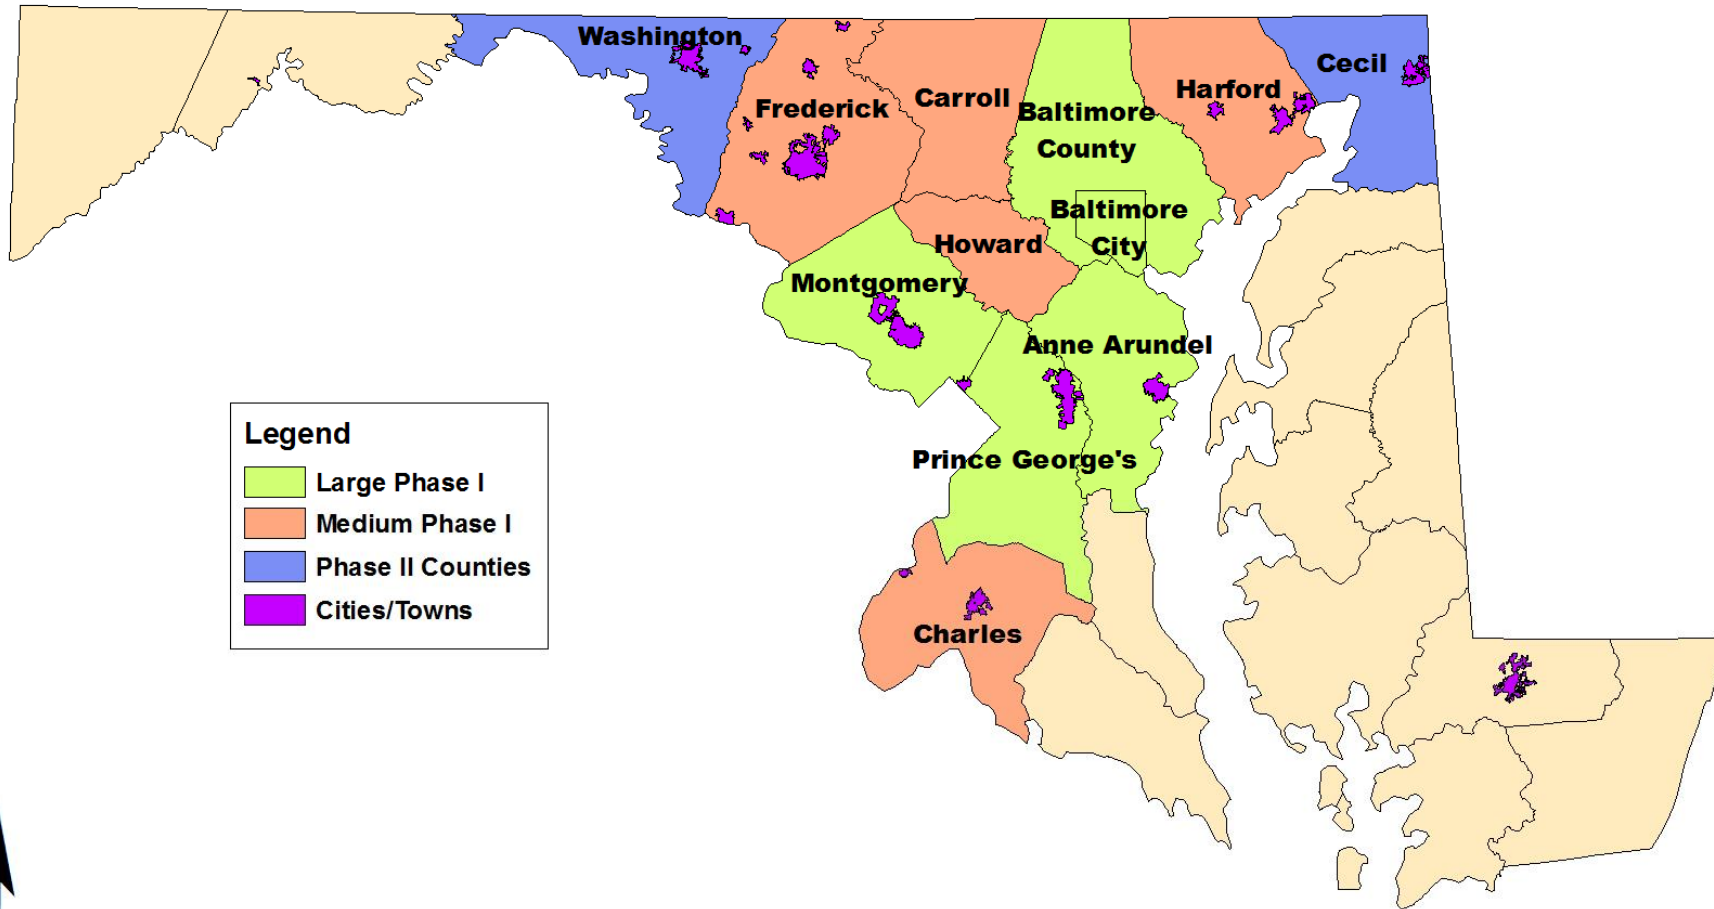 Washington
Cecil
Harford
Carroll
Frederick
Baltimore
County
Baltimore
City
Howard
Montgomery
Anne Arundel
Prince George's
Charles
Legend
Large Phase I
Medium Phase I
Phase II Counties
Cities/Towns